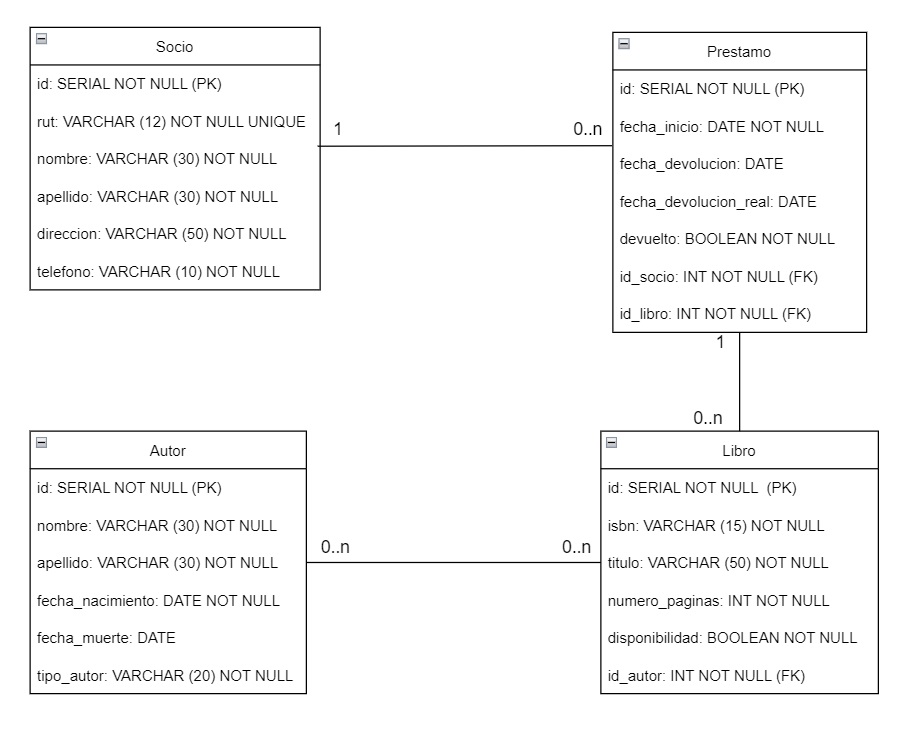 Socio
id: SERIAL NOT NULL (PK)
rut: VARCHAR (12) NOT NULL UNIQUE
nombre: VARCHAR (30) NOT NULL
apellido: VARCHAR (30) NOT NULL
direccion: VARCHAR (50) NOT NULL
telefono: VARCHAR (10) NOT NULL
1
0..n
Prestamo
id: SERIAL NOT NULL (PK)
fecha_inicio: DATE NOT NULL
fecha_devolucion: DATE
fecha_devolucion_real: DATE
devuelto: BOOLEAN NOT NULL
id_socio: INT NOT NULL (FK)
id_libro: INT NOT NULL (FK)
1
0..n
Autor
id: SERIAL NOT NULL (PK)
nombre: VARCHAR (30) NOT NULL
apellido: VARCHAR (30) NOT NULL
fecha_nacimiento: DATE NOT NULL
fecha_muerte: DATE
tipo_autor: VARCHAR (20) NOT NULL
0..n
0..n
Libro
id: SERIAL NOT NULL  (PK)
isbn: VARCHAR (15) NOT NULL
titulo: VARCHAR (50) NOT NULL
numero_paginas: INT NOT NULL
disponibilidad: BOOLEAN NOT NULL
id_autor: INT NOT NULL (FK)